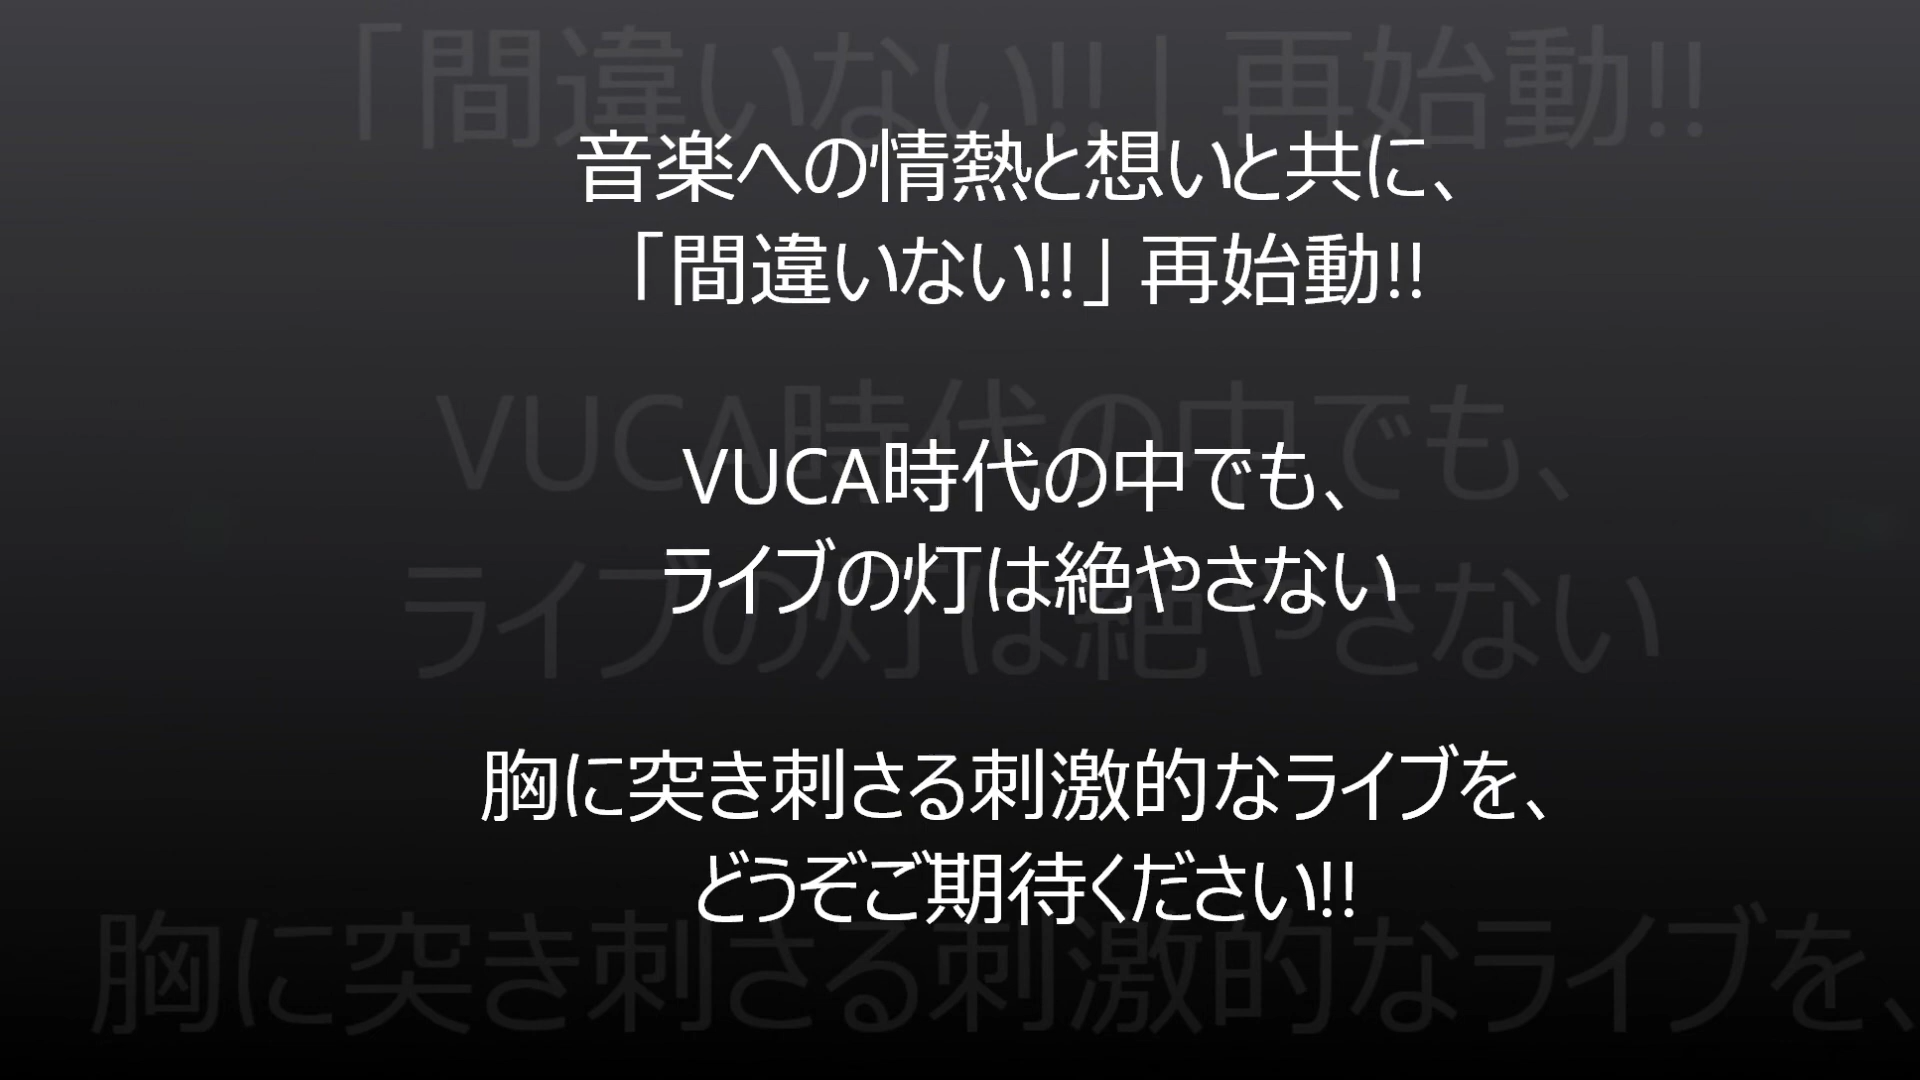 音楽への情熱と想いと共に、
「間違いない!!」 再始動!!
VUCA時代の中でも、
ライブの灯は絶やさない
胸に突き刺さる刺激的なライブを、
どうぞご期待ください!!
「間違いない!!」 再始動!!
VUCA時代の中でも、
ライブの灯は絶やさない
胸に突き刺さる刺激的なライブを、